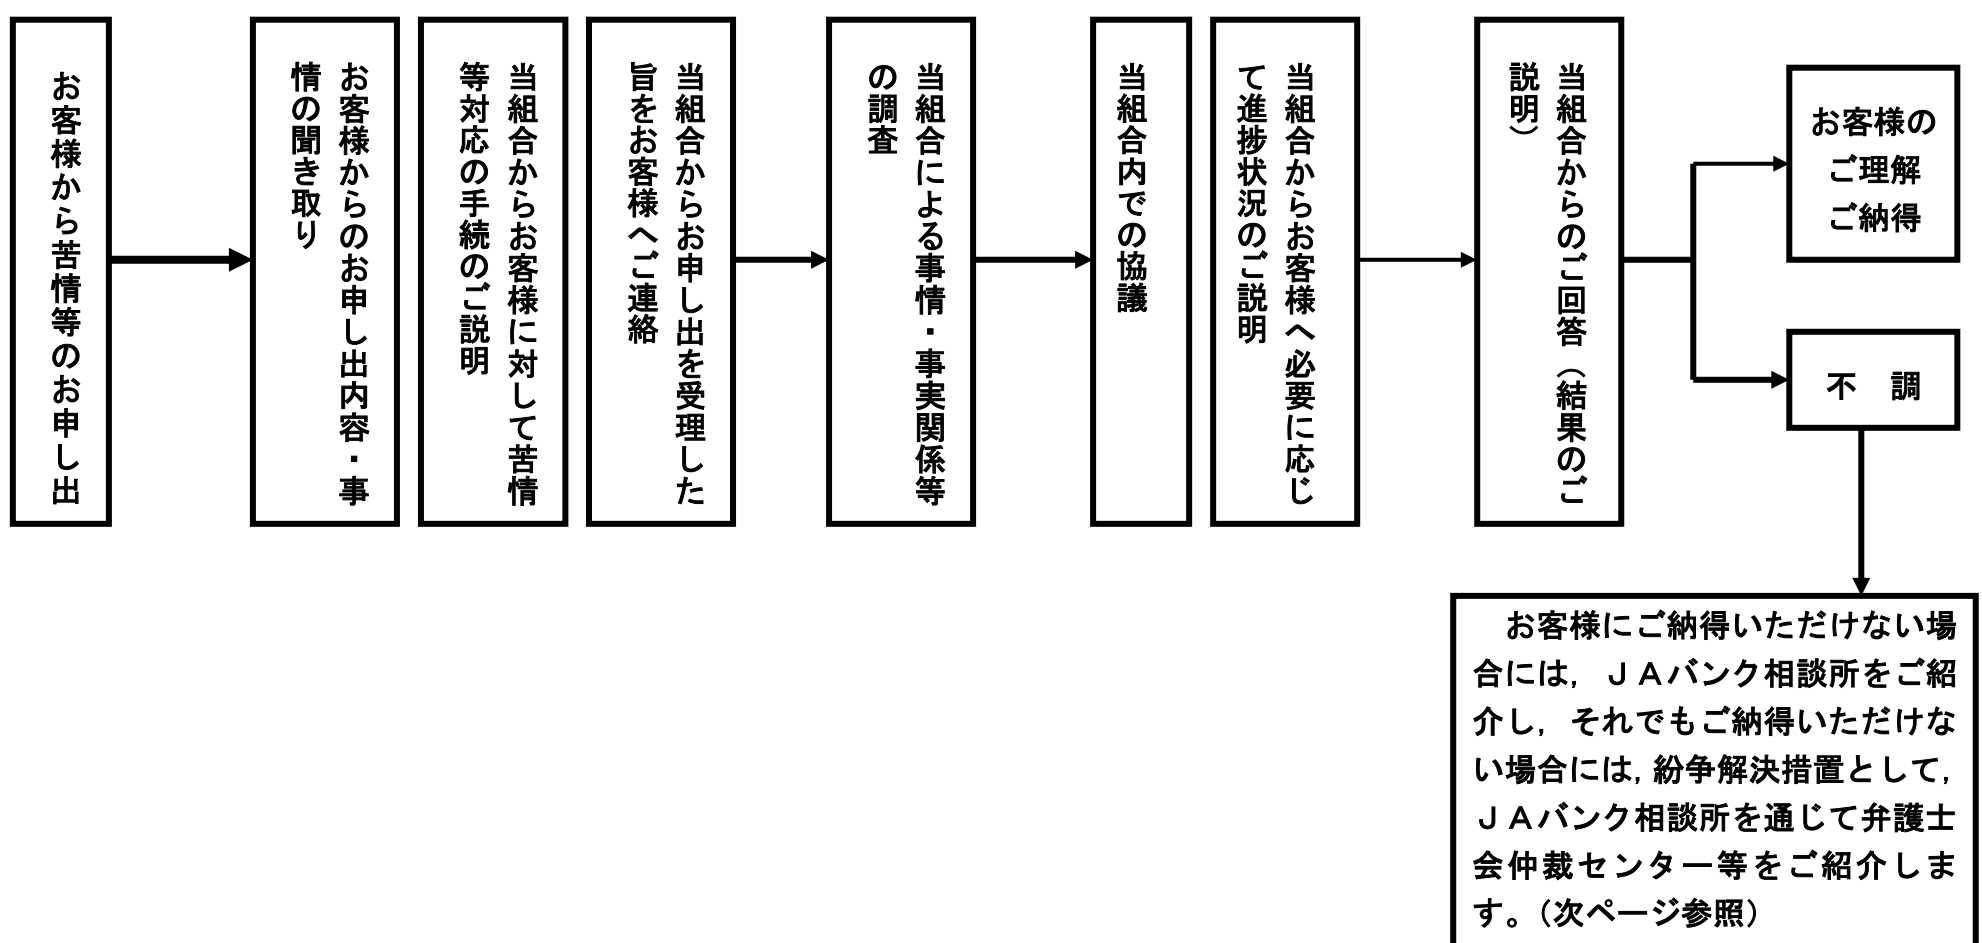 お客様から苦情等のお申し出
お客様からのお申し出内容・事
情の聞き取り
当組合からお客様に対して苦情
等対応の手続のご説明
当組合からお申し出を受理した
旨をお客様へご連絡
当組合による事情・事実関係等
の調査
当組合内での協議
当組合からお客様へ必要に応じ
て進捗状況のご説明
当組合からのご回答（結果のご
説明）
お客様の
ご理解
ご納得
不　調
　お客様にご納得いただけない場
合には，ＪＡバンク相談所をご紹
介し，それでもご納得いただけな
い場合には，紛争解決措置として，
ＪＡバンク相談所を通じて弁護士
会仲裁センター等をご紹介しま
す。（次ページ参照）